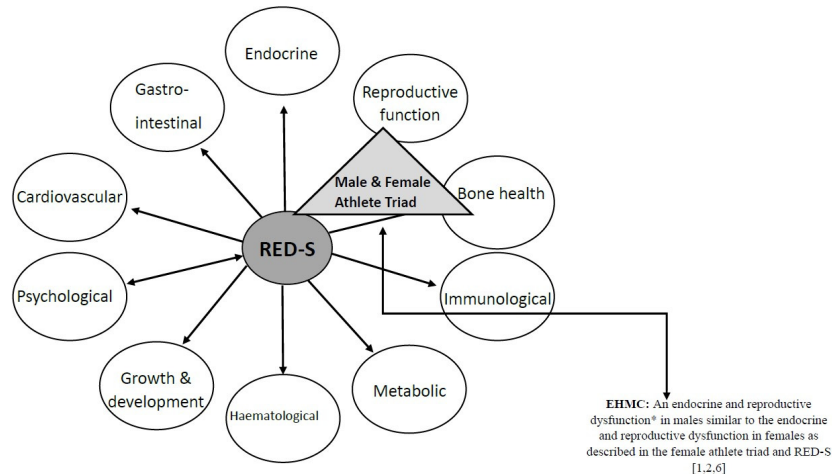 Endocrine
Gastro-
intestinal
Reproductive
function
Male & Female
Athlete Triad
Bone health
Cardiovascular
RED-S
Psychological
Immunological
Growth &
development
Haematological
Metabolic
EHMC: An endocrine and reproductive
dysfunction* in males similar to the endocrine
and reproductive dysfunction in females as
described in the female athlete triad and RED-S
[1,2,6]